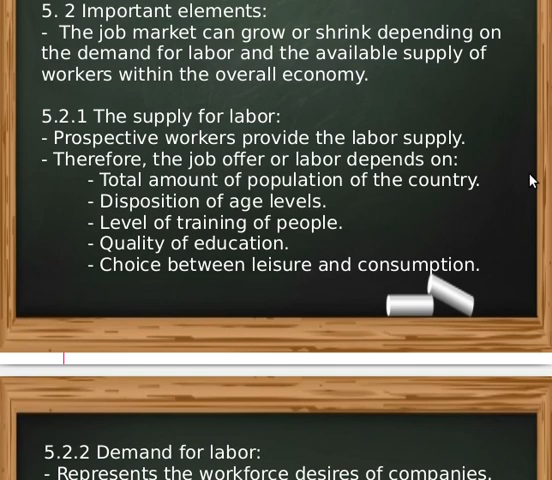 5. 2 Important elements:
-  The job market can grow or shrink depending on
the demand for labor and the available supply of
workers within the overall economy.
5.2.1 The supply for labor:
- Prospective workers provide the labor supply.
- Therefore, the job offer or labor depends on:
- Total amount of population of the country.
- Disposition of age levels.
- Level of training of people.
- Quality of education.
- Choice between leisure and consumption.
5.2.2 Demand for labor:
- Represents the workforce desires of companies.